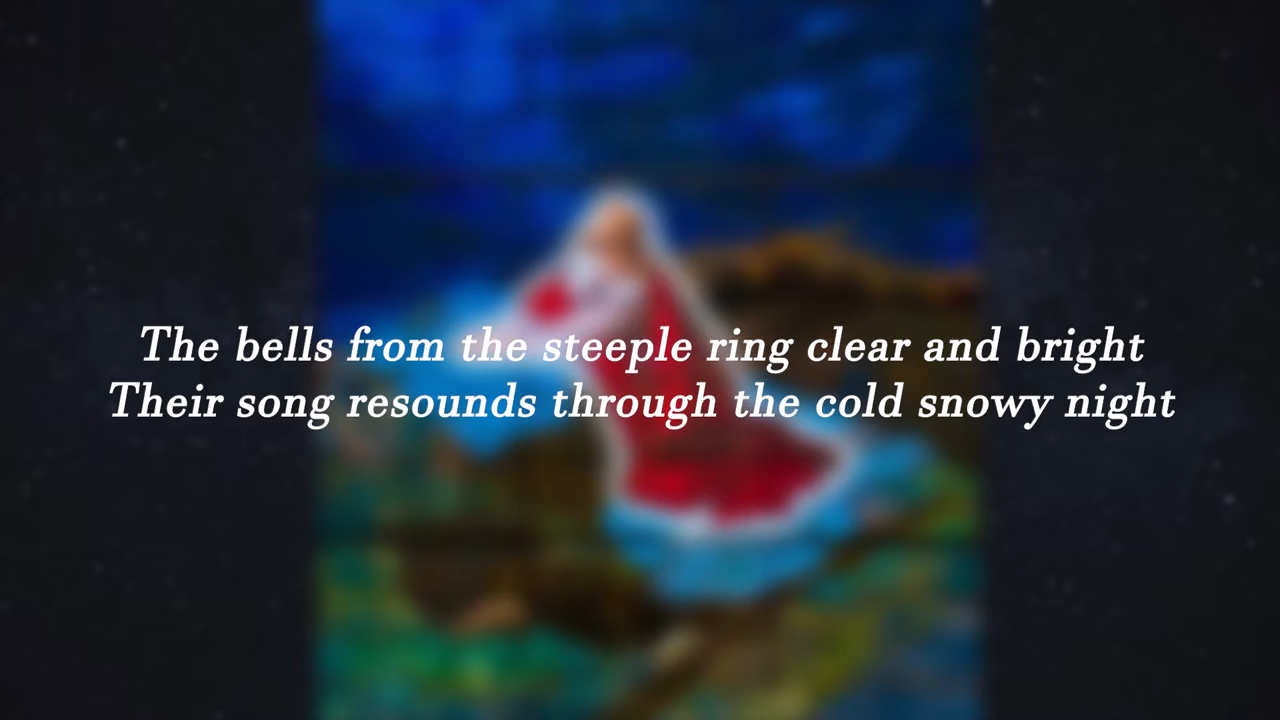 The bells from the steeple ring clear and bright
Their song resounds through the cold snowy night